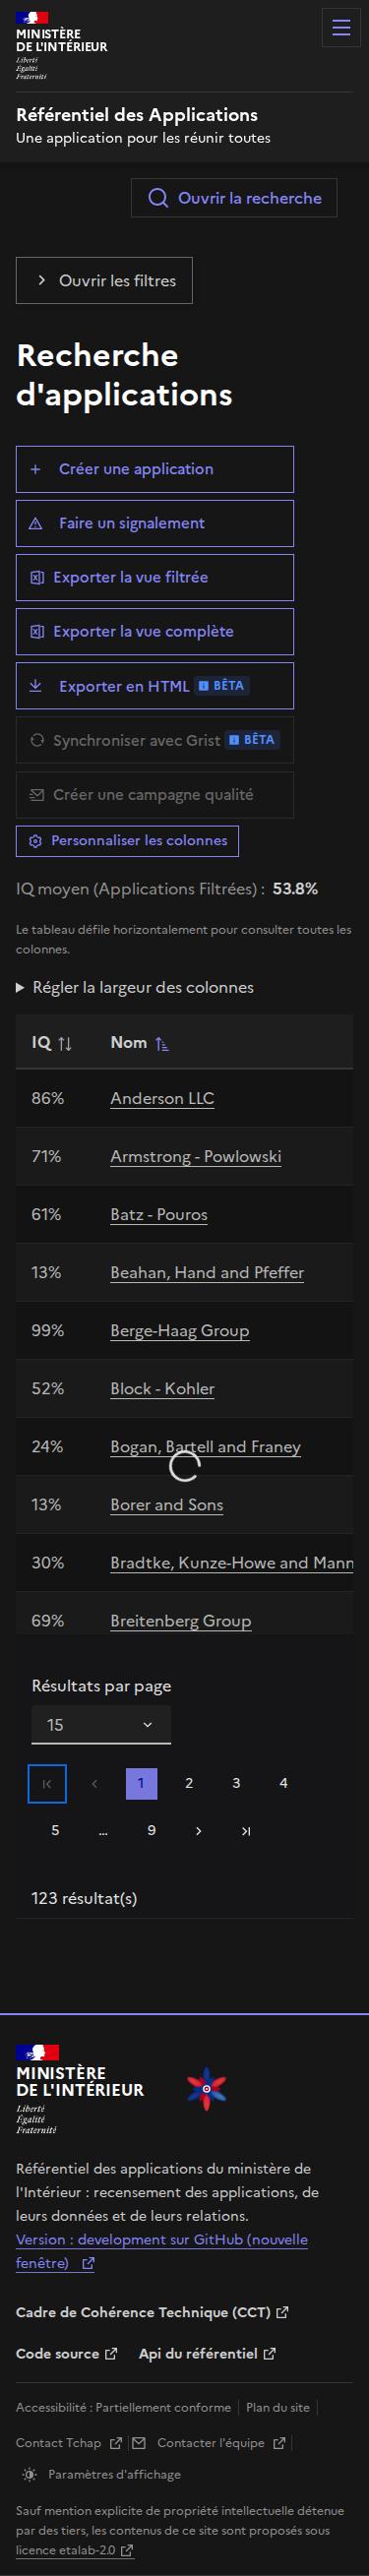 MINISTÈRE
DE L'INTÉRIEUR
Liberté
Égalité
Fraternité
Référentiel des Applications
Une application pour les réunir toutes
Ouvrir la recherche
Ouvrir les filtres
Recherche
d'applications
Créer une application
Faire un signalement
Exporter la vue filtrée
Exporter la vue complète
Exporter en HTML BÊTA
Synchroniser avec Grist BÊTA
Créer une campagne qualité
Personnaliser les colonnes
IQ moyen (Applications Filtrées) : 53.8%
Le tableau défile horizontalement pour consulter toutes les
colonnes.
Régler la largeur des colonnes
IQ Nom
86% Anderson LLC
71% Armstrong - Powlowski
61% Batz - Pouros
13% Beahan, Hand and Pfeffer
99% Berge-Haag Group
52% Block - Kohler
24% Bogan, Bartell and Franey
13% Borer and Sons
30% Bradtke, Kunze-Howe and Mann
69% Breitenberg Group
Résultats par page
15
1 2 3 4
5 … 9
123 résultat(s)
MINISTÈRE
DE L'INTÉRIEUR
Liberté
Égalité
Fraternité
Référentiel des applications du ministère de
l'Intérieur : recensement des applications, de
leurs données et de leurs relations.
Version : development sur GitHub (nouvelle
fenêtre)
Cadre de Cohérence Technique (CCT)
Code source Api du référentiel
Accessibilité : Partiellement conforme Plan du site
Contact Tchap Contacter l'équipe
Paramètres d'affichage
Sauf mention explicite de propriété intellectuelle détenue
par des tiers, les contenus de ce site sont proposés sous
licence etalab-2.0